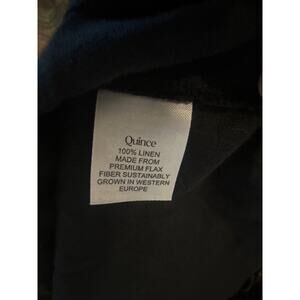 Quince
100% LINEN
MADE FROM
PREMIUM FLAX
FIBER SUSTAINABLY
GROWN IN WESTERN
EUROPE